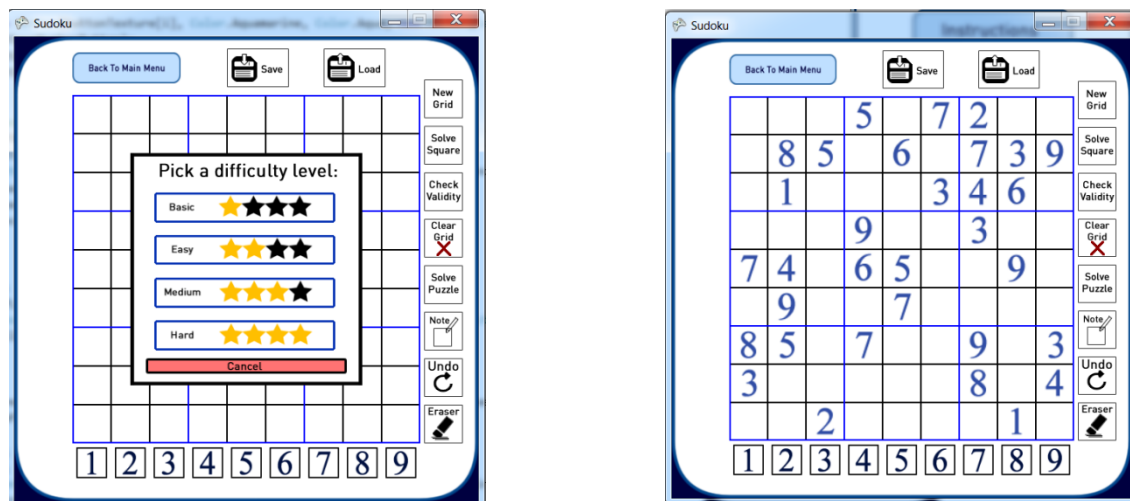 Sudoku
Back To Main Menu
Save
Load
New
Grid
Solve
Square
Check
Validity
Clear
Grid
Solve
Puzzle
Note
Undo
Eraser
Pick a difficulty level:
Basic
Easy
Medium
Hard
Cancel
1 2 3 4 5 6 7 8 9
Sudoku
Instructions
Back To Main Menu
Save
Load
New
Grid
Solve
Square
Check
Validity
Clear
Grid
Solve
Puzzle
Note
Undo
Eraser
5 7 2
8 5 6 7 3 9
1 3 4 6
9 3
7 4 6 5 9
9 7
8 5 7 9 3
3 8 4
2 1
1 2 3 4 5 6 7 8 9